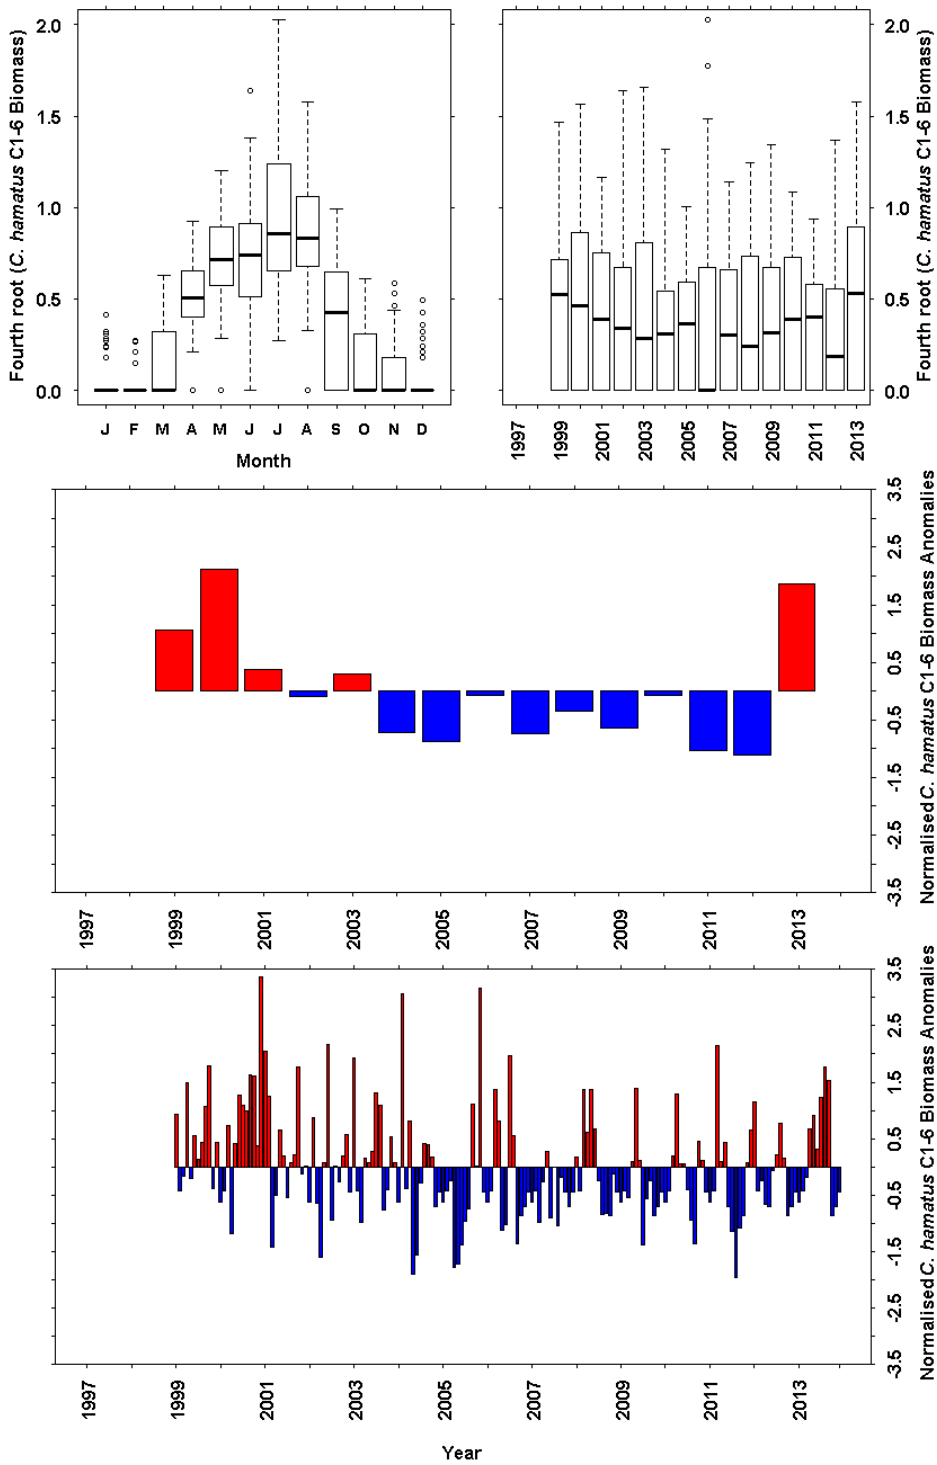 Fourth root (C. hamatus C1-6 Biomass)
2.0
1.5
1.0
0.5
0.0
J F M A M J J A S O N D
Month
2.0
1.5
1.0
0.5
0.0
Fourth root (C. hamatus C1-6 Biomass)
1997 1999 2001 2003 2005 2007 2009 2011 2013
3.5
2.5
1.5
0.5
-0.5
-1.5
-2.5
-3.5
Normalised C. hamatus C1-6 Biomass Anomalies
1997 1999 2001 2003 2005 2007 2009 2011 2013
3.5
2.5
1.5
0.5
-0.5
-1.5
-2.5
-3.5
Normalised C. hamatus C1-6 Biomass Anomalies
1997 1999 2001 2003 2005 2007 2009 2011 2013
Year